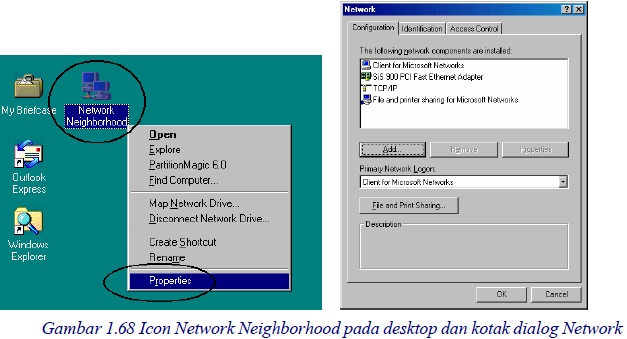 My Briefcase
Network
Neighborhood
Outlook
Express
Windows
Explorer
Open
Explore
PartitionMagic 6.0
Find Computer...
Map Network Drive...
Disconnect Network Drive...
Create Shortcut
Rename
Properties
Network
Configuration Identification Access Control
The following network components are installed:
Client for Microsoft Networks
SiS 900 PCI Fast Ethernet Adapter
TCP/IP
File and printer sharing for Microsoft Networks
Add... Remove Properties
Primary Network Logon:
Client for Microsoft Networks
File and Print Sharing...
Description
OK Cancel
Gambar 1.68 Icon Network Neighborhood pada desktop dan kotak dialog Network